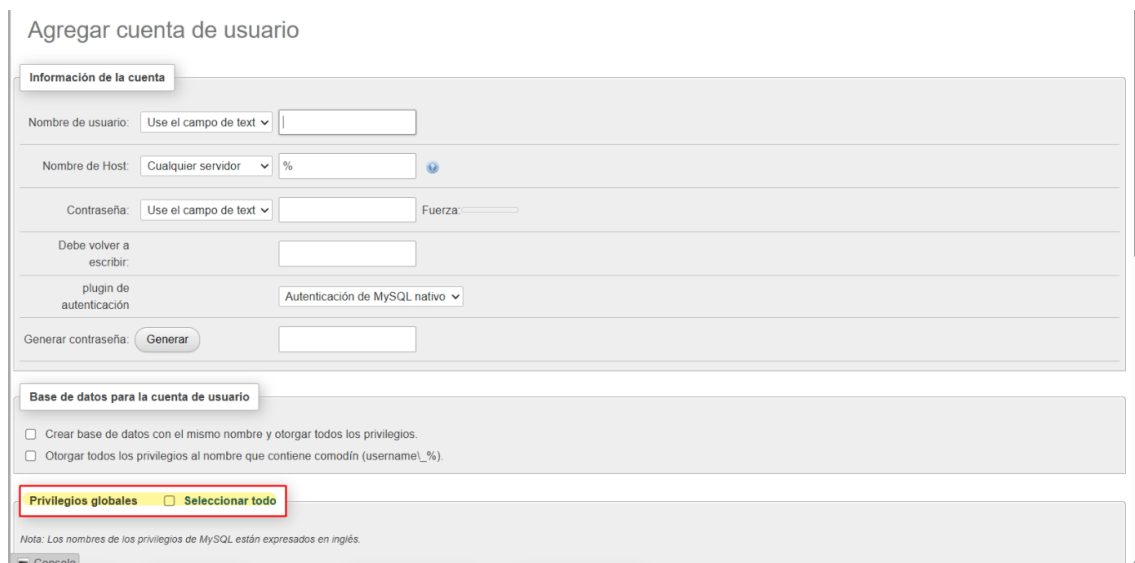 Agregar cuenta de usuario
Información de la cuenta
Nombre de usuario: Use el campo de text
Nombre de Host: Cualquier servidor %
Contraseña: Use el campo de text Fuerza:
Debe volver a
escribir:
plugin de
autenticación Autenticación de MySQL nativo
Generar contraseña: Generar
Base de datos para la cuenta de usuario
Crear base de datos con el mismo nombre y otorgar todos los privilegios.
Otorgar todos los privilegios al nombre que contiene comodín (username\_%).
Privilegios globales Seleccionar todo
Nota: Los nombres de los privilegios de MySQL están expresados en inglés.
Consola